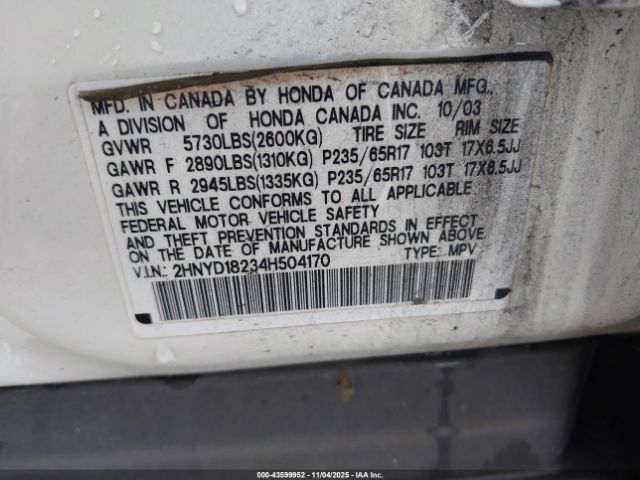 MFD. IN CANADA BY HONDA OF CANADA MFG.,
A DIVISION OF HONDA CANADA INC. 10/03
GVWR 5730LBS(2600KG) TIRE SIZE RIM SIZE
GAWR F 2890LBS(1310KG) P235/65R17 103T 17X6.5JJ
GAWR R 2945LBS(1335KG) P235/65R17 103T 17X6.5JJ
THIS VEHICLE CONFORMS TO ALL APPLICABLE
FEDERAL MOTOR VEHICLE SAFETY
AND THEFT PREVENTION STANDARDS IN EFFECT
ON THE DATE OF MANUFACTURE SHOWN ABOVE.
V.I.N.: 2HNYD18234H504170 TYPE: MPV
000-43599952 - 11/04/2025 - IAAI.COM